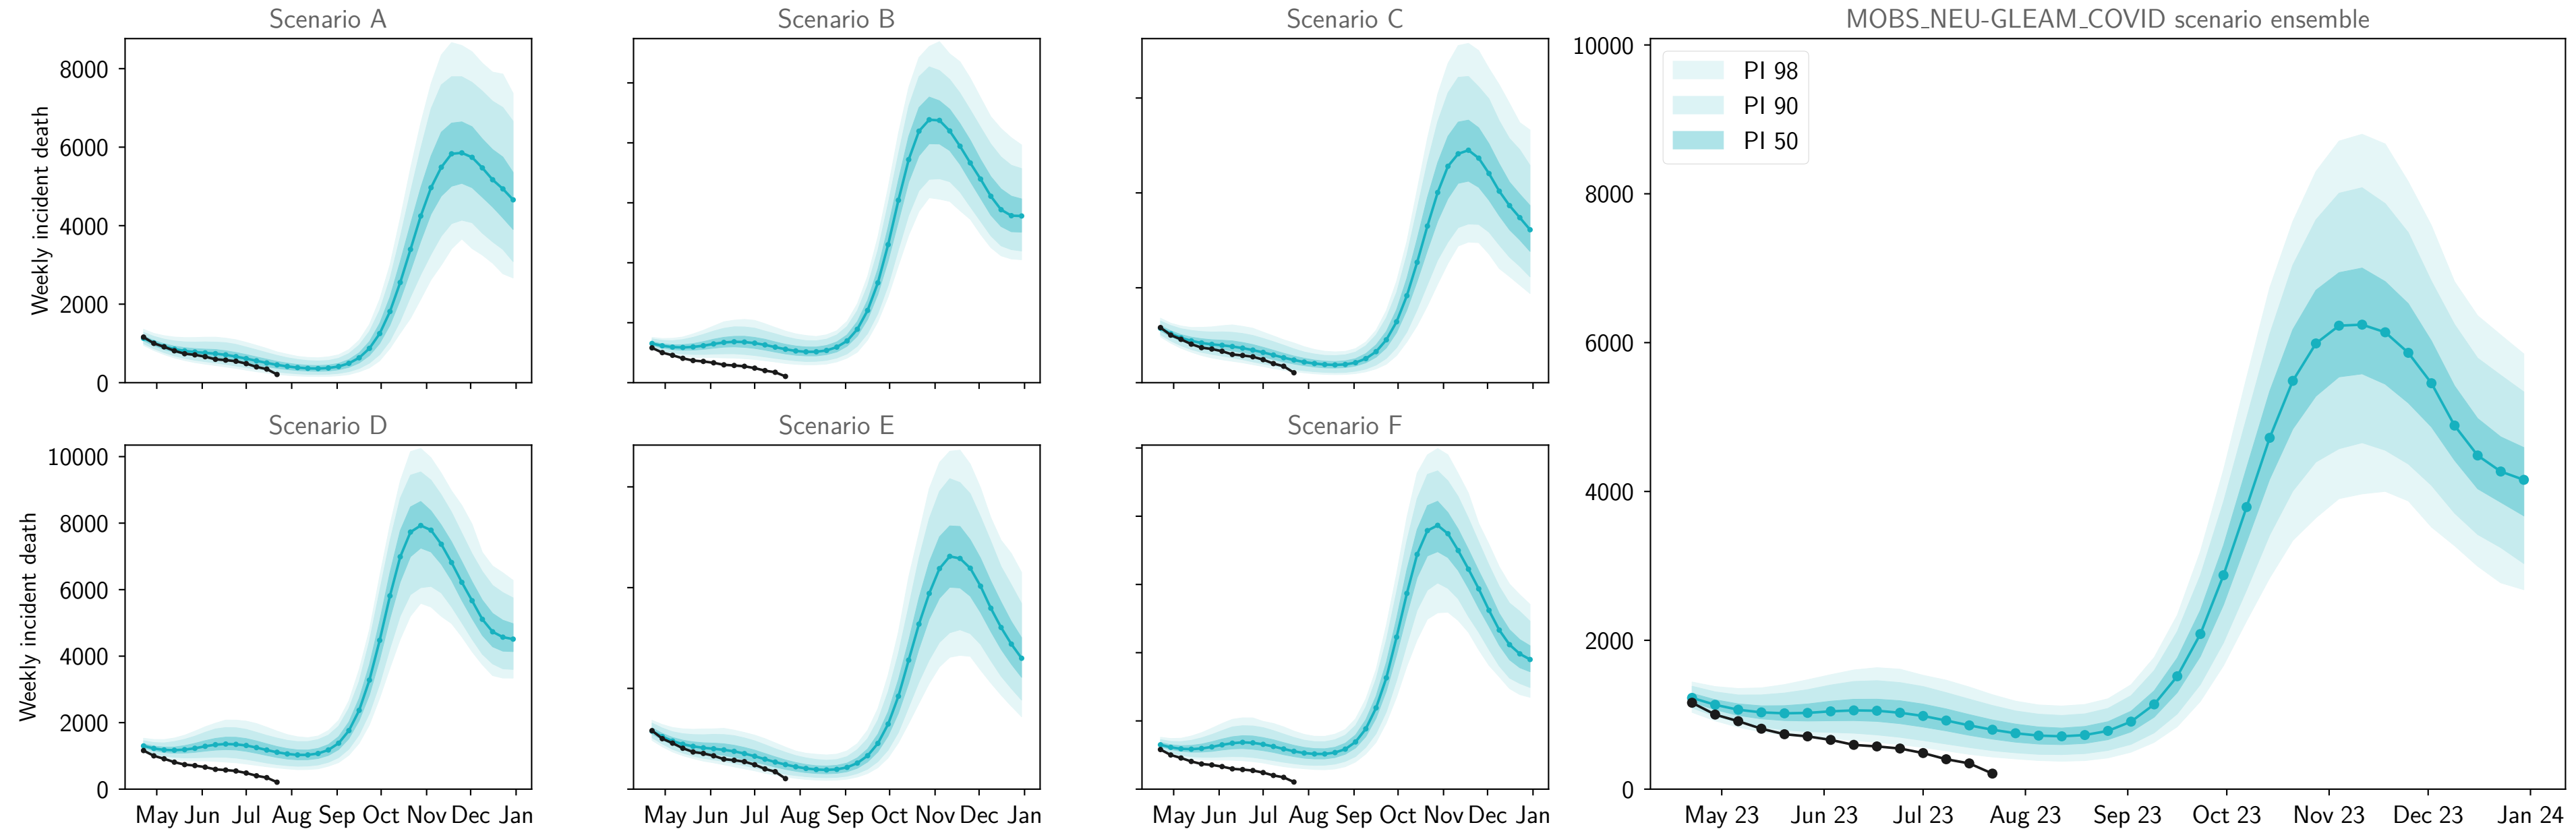 Scenario A
Scenario B
Scenario C
MOBS_NEU-GLEAM_COVID scenario ensemble
Weekly incident death
8000
6000
4000
2000
0
10000
8000
6000
4000
2000
0
PI 98
PI 90
PI 50
Scenario D
Scenario E
Scenario F
Weekly incident death
10000
8000
6000
4000
2000
0
May Jun Jul Aug Sep Oct Nov Dec Jan
May Jun Jul Aug Sep Oct Nov Dec Jan
May Jun Jul Aug Sep Oct Nov Dec Jan
May 23 Jun 23 Jul 23 Aug 23 Sep 23 Oct 23 Nov 23 Dec 23 Jan 24